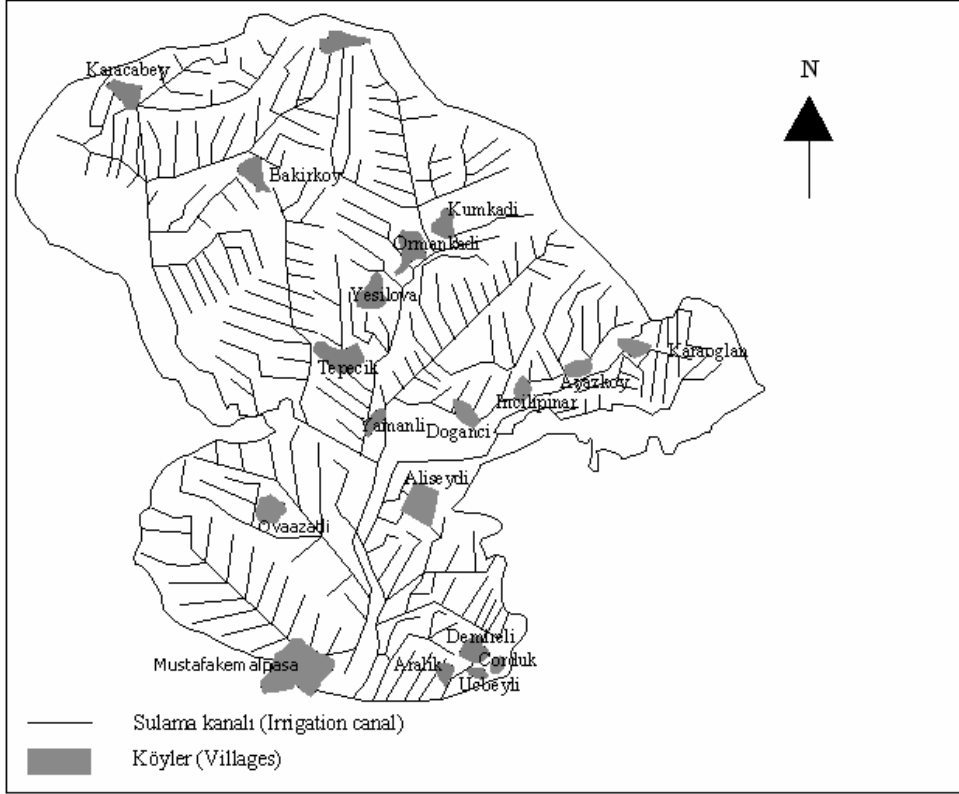 N
Karacabey
Bakirkoy
Kumkadi
Ormankadi
Yesilova
Karaoglan
Tepecik
Ayazkoy
Incilipinar
Yamanli
Doganci
Aliseydi
Ovaazatli
Demireli
Mustafakemalpasa
Aralik
Corduk
Ucbeyli
Sulama kanalı (Irrigation canal)
Köyler (Villages)